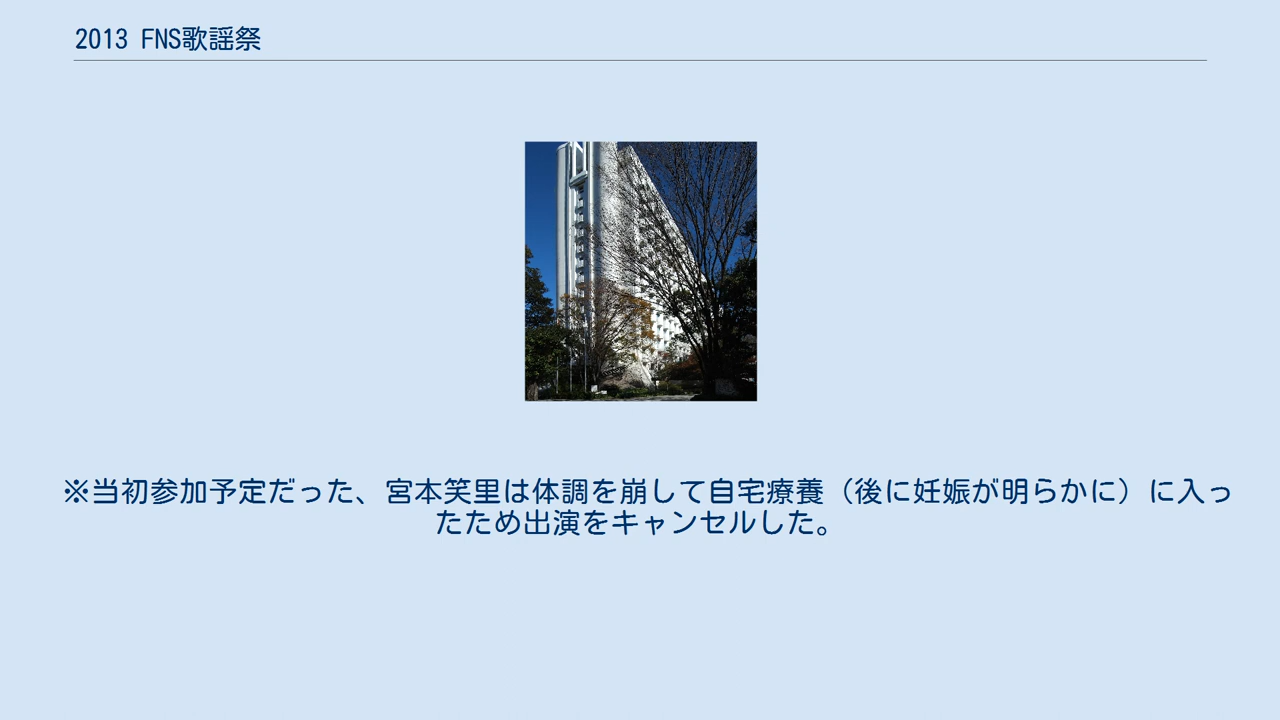 2013 FNS歌謡祭
※当初参加予定だった、宮本笑里は体調を崩して自宅療養（後に妊娠が明らかに）に入っ
たため出演をキャンセルした。